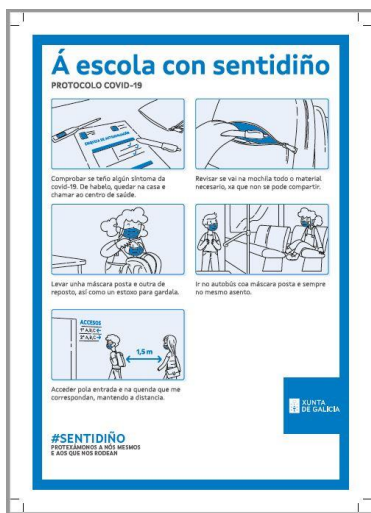 Á escola con sentidiño
PROTOCOLO COVID-19
Comprobar se teño algún síntoma da
covid-19. De habelo, quedar na casa e
chamar ao centro de saúde.
Revisar se vai na mochila todo o material
necesario, xa que non se pode compartir.
Levar unha máscara posta e outra de
reposto, así como un estoxo para gardala.
Ir no autobús coa máscara posta e sempre
no mesmo asento.
ACCESOS
1º A,B,C
2º A,B,C
1,5 m
Acceder pola entrada e na quenda que me
correspondan, mantendo a distancia.
XUNTA
DE GALICIA
#SENTIDIÑO
PROTEXÁMONOS A NÓS MESMOS
E AOS QUE NOS RODEAN